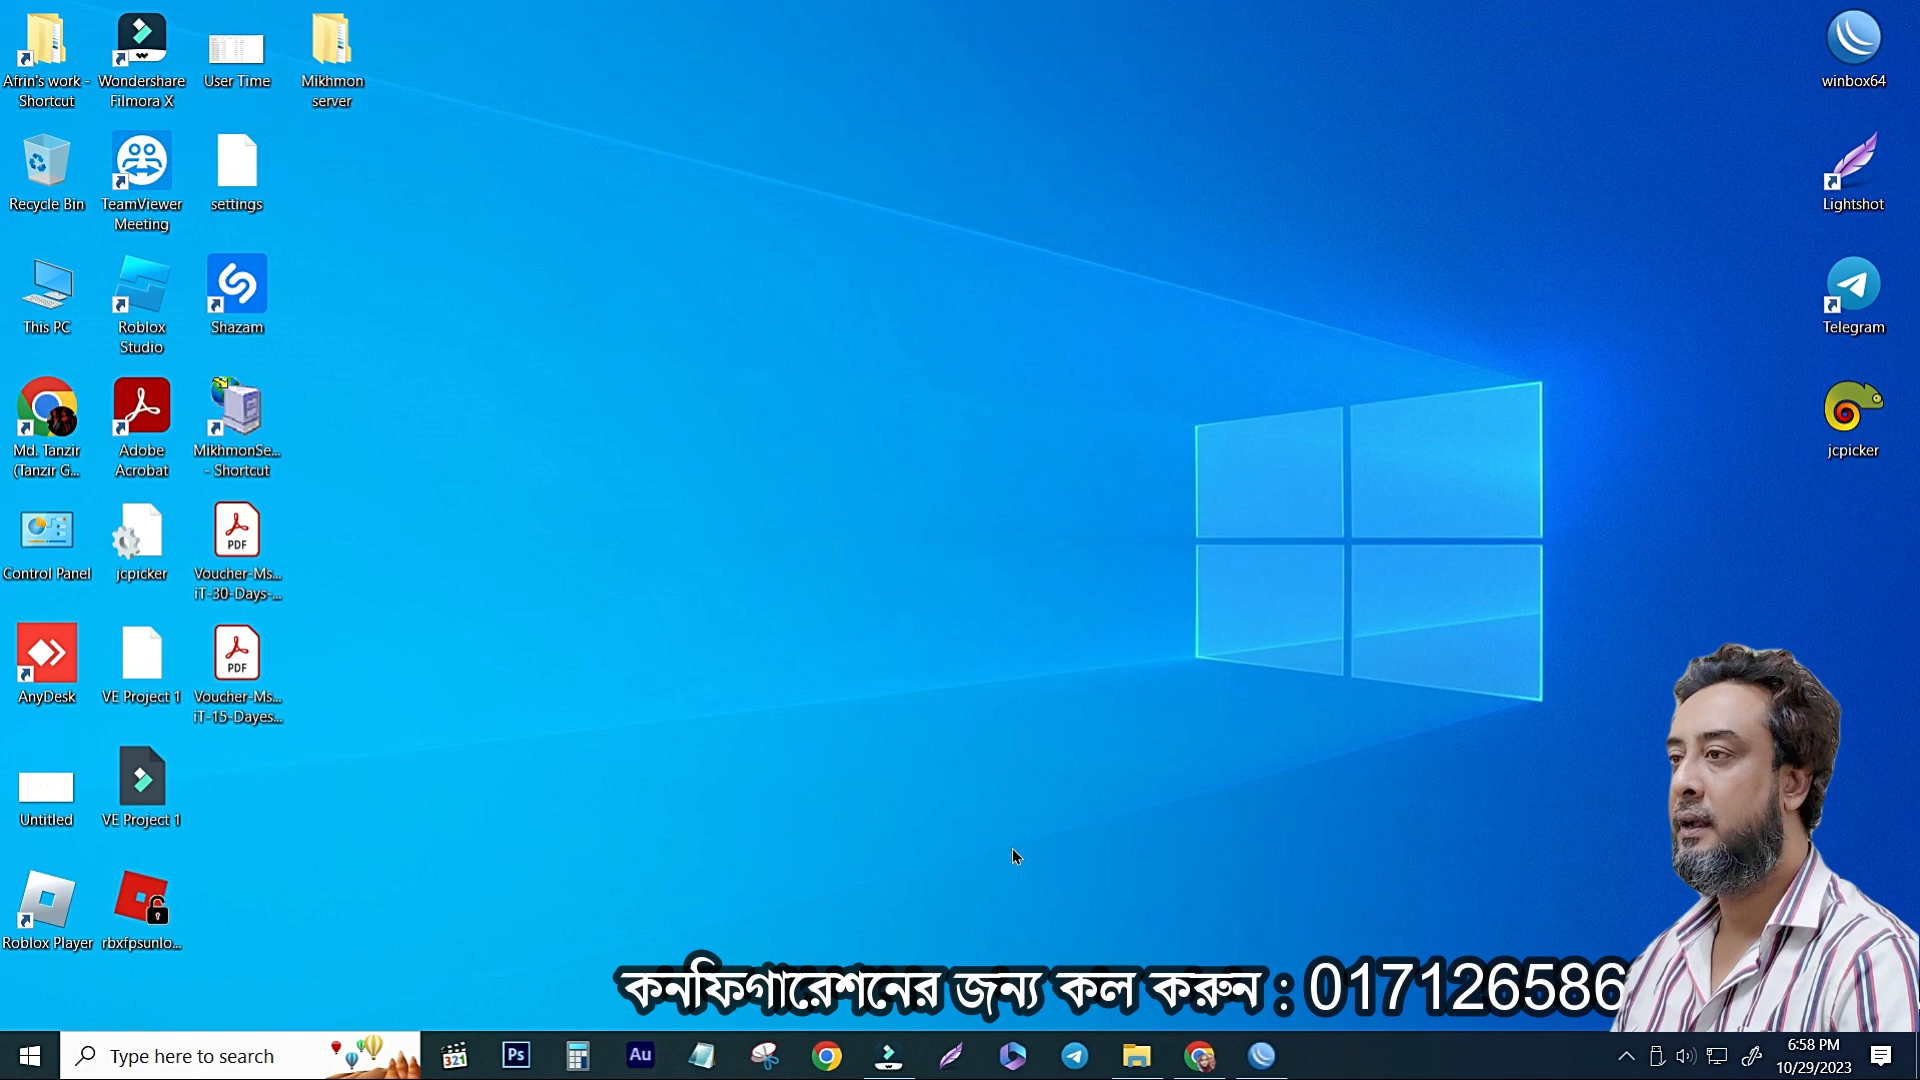 Afrin's work -
Shortcut
Wondershare
Filmora X
User Time
Mikhmon
server
winbox64
Recycle Bin
TeamViewer
Meeting
settings
Lightshot
This PC
Roblox
Studio
Shazam
Telegram
Md. Tanzir
(Tanzir G...
Adobe
Acrobat
MikhmonSe...
- Shortcut
jcpicker
Control Panel
jcpicker
PDF
Voucher-Ms...
iT-30-Days-...
AnyDesk
VE Project 1
PDF
Voucher-Ms...
iT-15-Dayes...
Untitled
VE Project 1
Roblox Player
rbxfpsunlo...
কনফিগারেশনের জন্য কল করুন : 017126586
Type here to search
321
Ps
Au
6:58 PM
10/29/2023